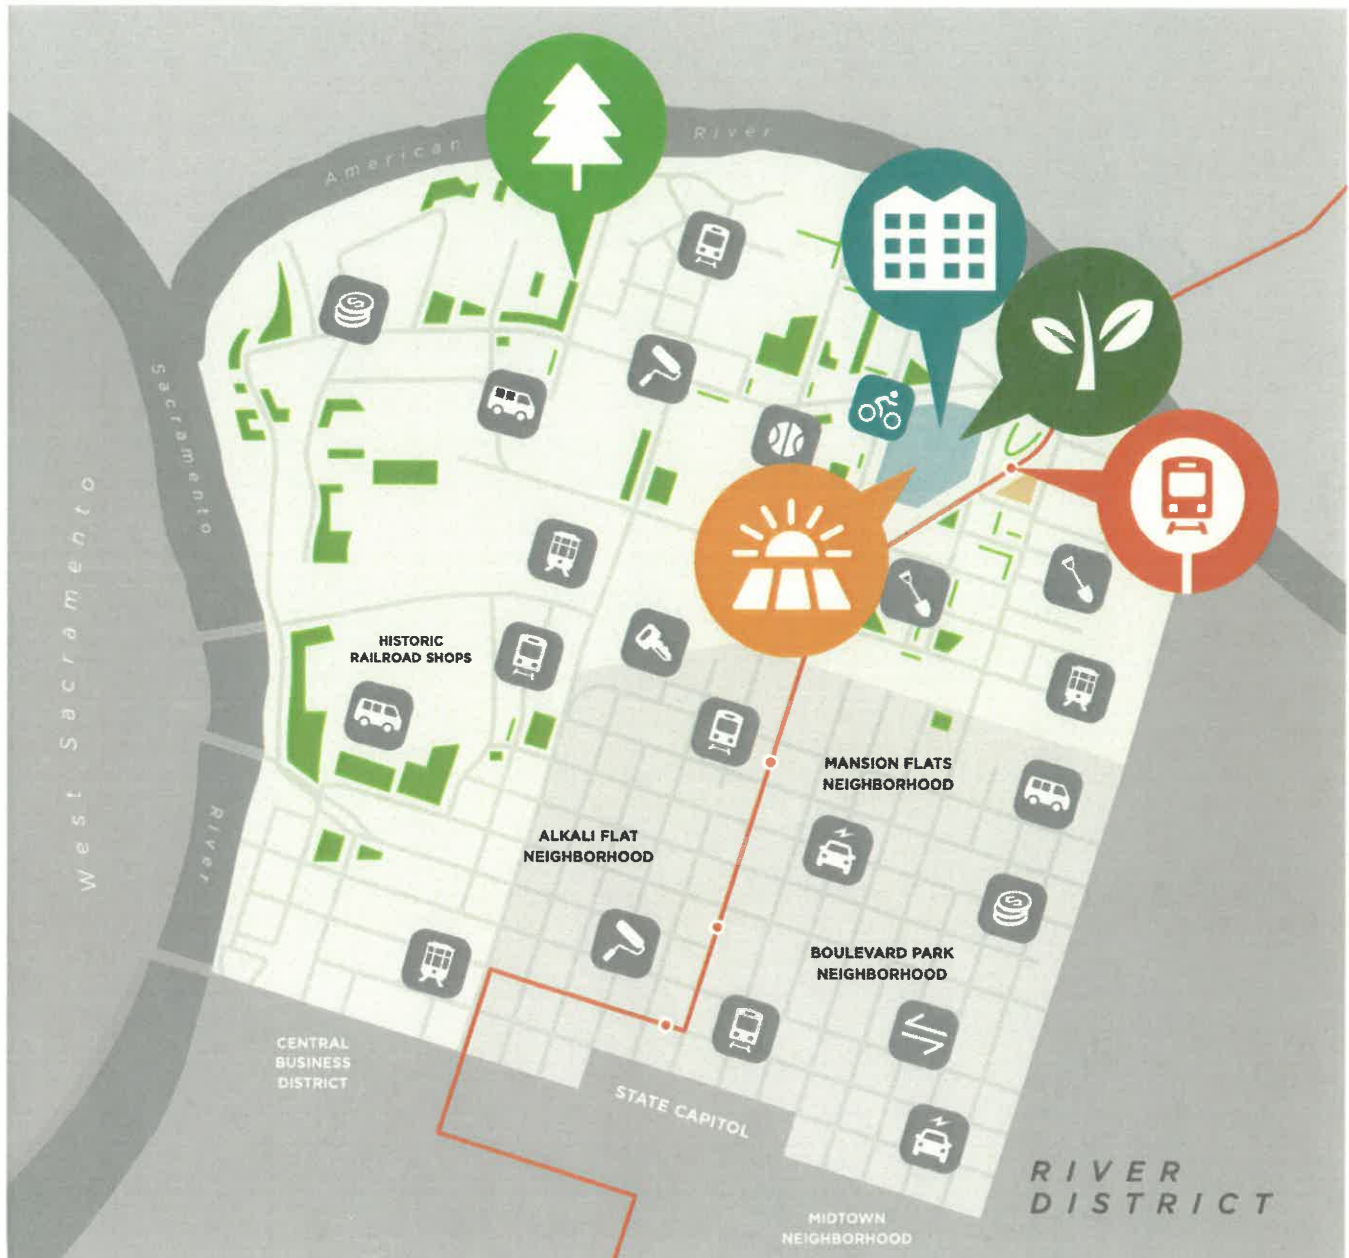 American
River
Sacramento
West Sacramento
River
HISTORIC
RAILROAD SHOPS
MANSION FLATS
NEIGHBORHOOD
ALKALI FLAT
NEIGHBORHOOD
BOULEVARD PARK
NEIGHBORHOOD
CENTRAL
BUSINESS
DISTRICT
STATE CAPITOL
RIVER
DISTRICT
MIDTOWN
NEIGHBORHOOD